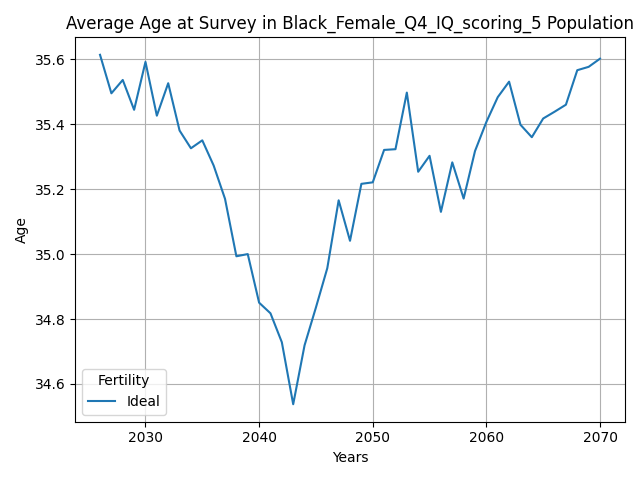 Average Age at Survey in Black_Female_Q4_IQ_scoring_5 Population
35.6
35.4
35.2
35.0
34.8
34.6
Age
Fertility
Ideal
2030 2040 2050 2060 2070
Years